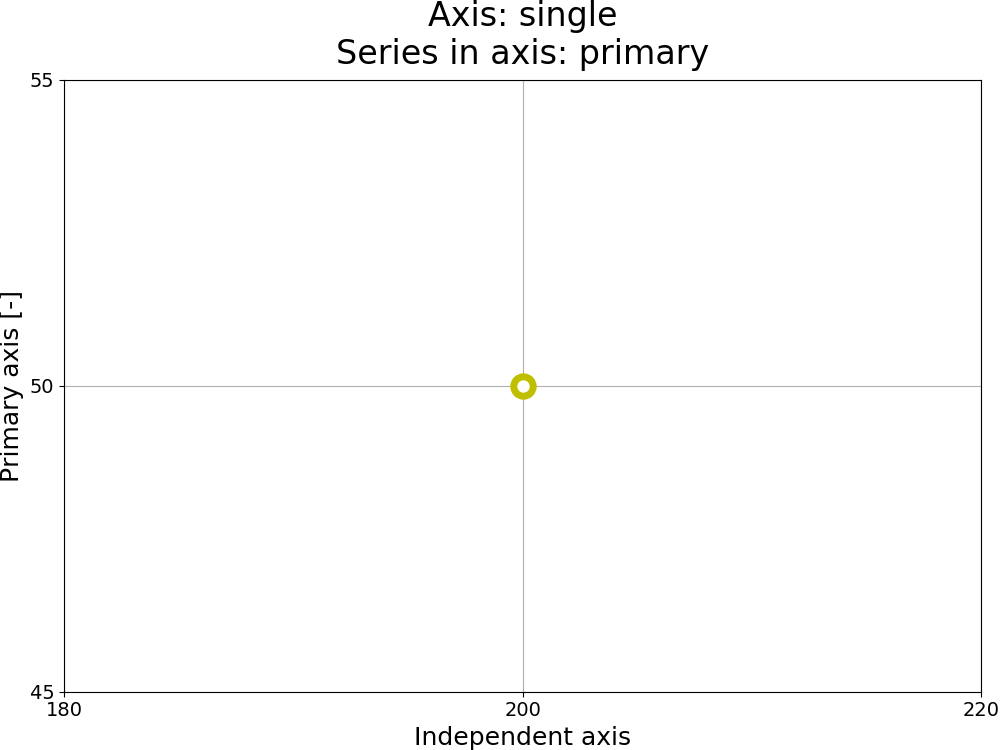 Axis: single
Series in axis: primary
55
50
45
Primary axis [-]
180
200
220
Independent axis